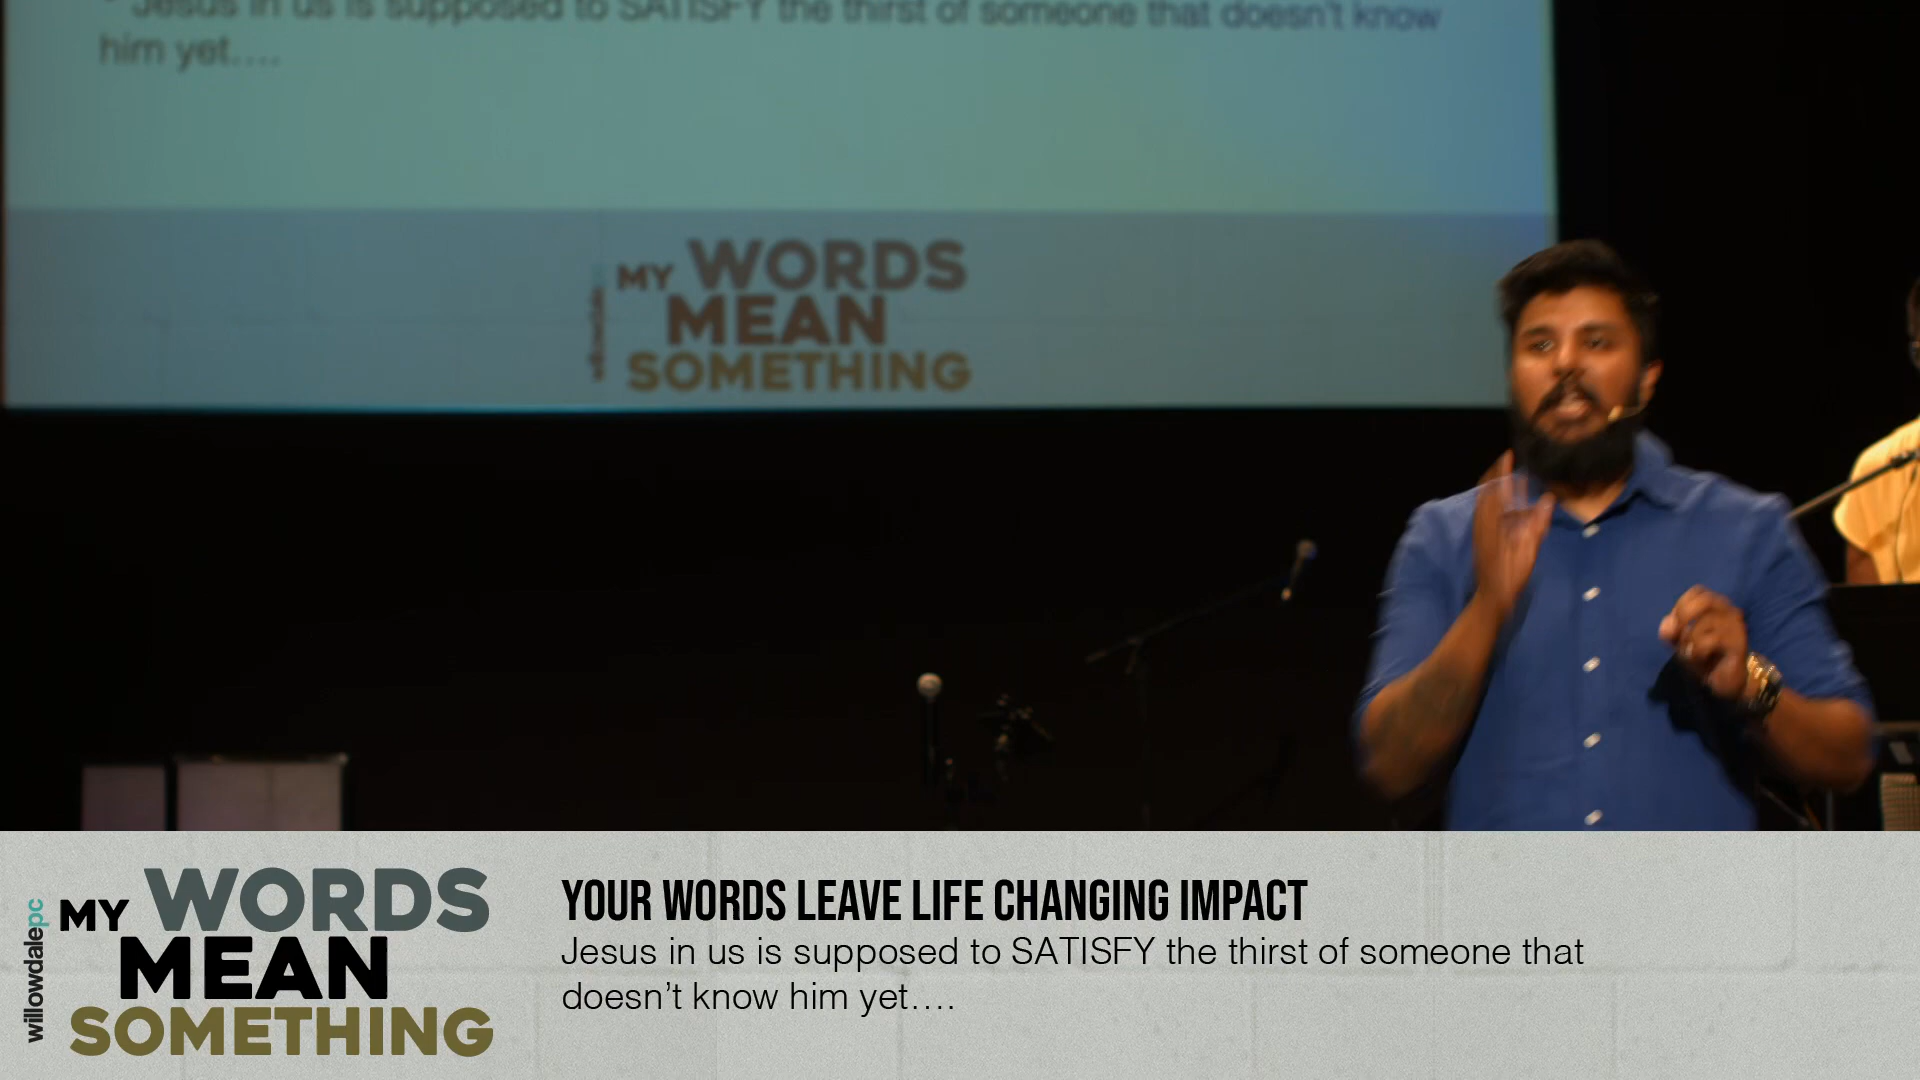 Jesus in us is supposed to SATISFY the thirst of someone that doesn't know
him yet....
MY WORDS
MEAN
SOMETHING
willowdalepc
MY WORDS
MEAN
SOMETHING
willowdalepc
YOUR WORDS LEAVE LIFE CHANGING IMPACT
Jesus in us is supposed to SATISFY the thirst of someone that
doesn't know him yet....